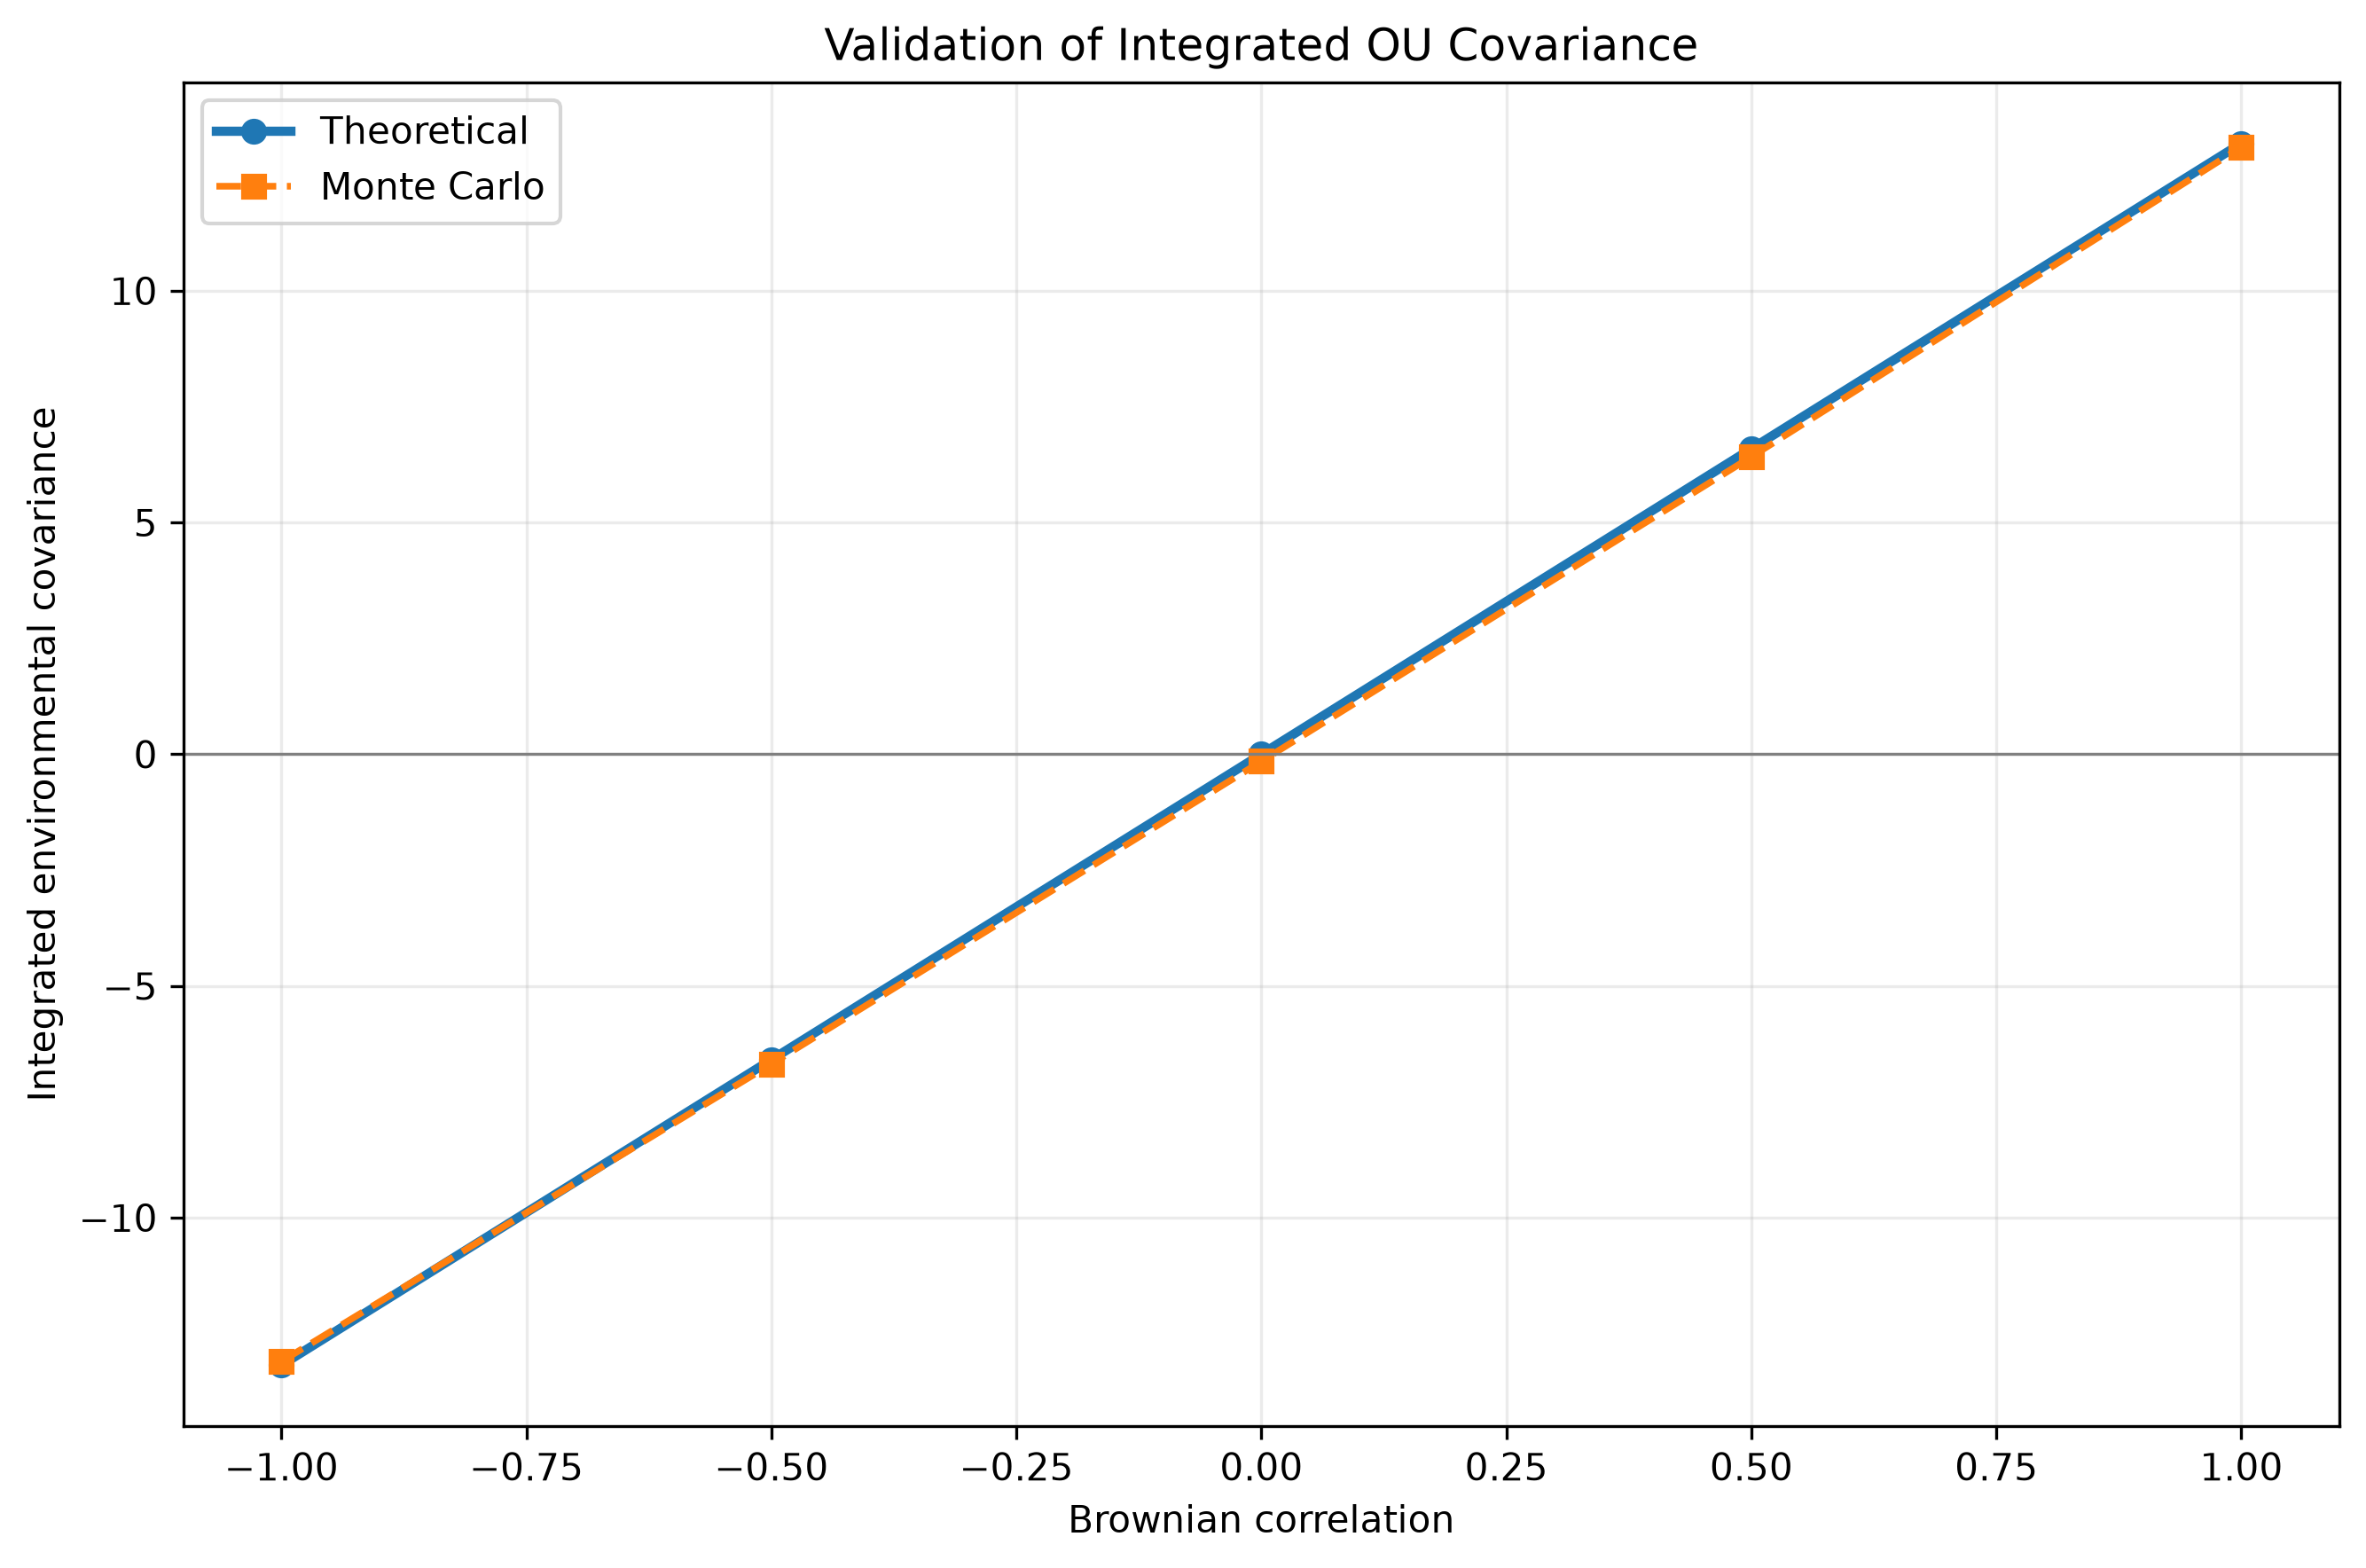 Validation of Integrated OU Covariance
Theoretical
Monte Carlo
Integrated environmental covariance
10
5
0
−5
−10
−1.00 −0.75 −0.50 −0.25 0.00 0.25 0.50 0.75 1.00
Brownian correlation